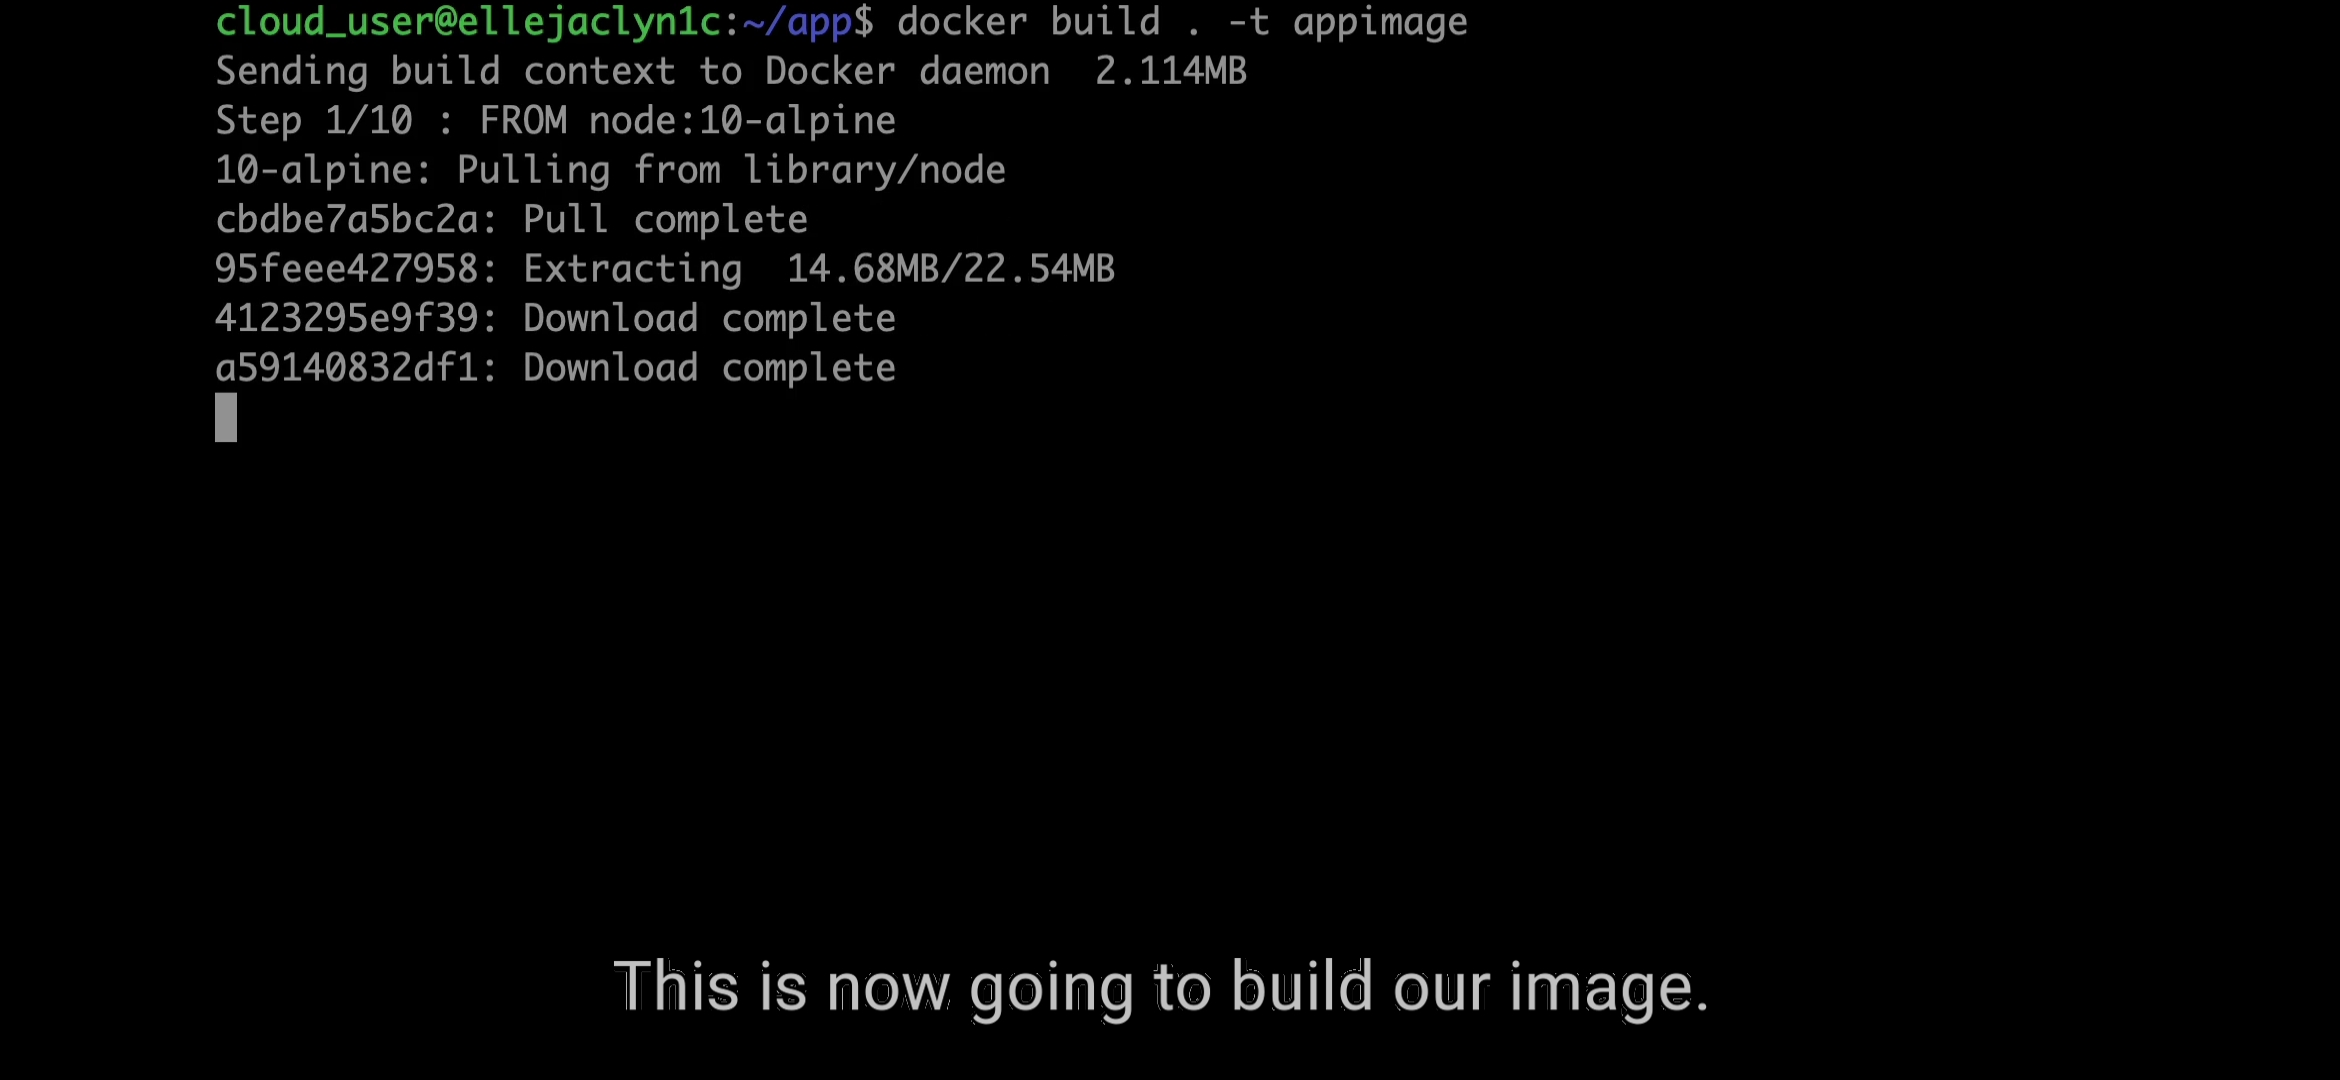 cloud_user@ellejaclyn1c:~/app$ docker build . -t appimage
Sending build context to Docker daemon  2.114MB
Step 1/10 : FROM node:10-alpine
10-alpine: Pulling from library/node
cbdbe7a5bc2a: Pull complete
95feee427958: Extracting  14.68MB/22.54MB
4123295e9f39: Download complete
a59140832df1: Download complete
This is now going to build our image.